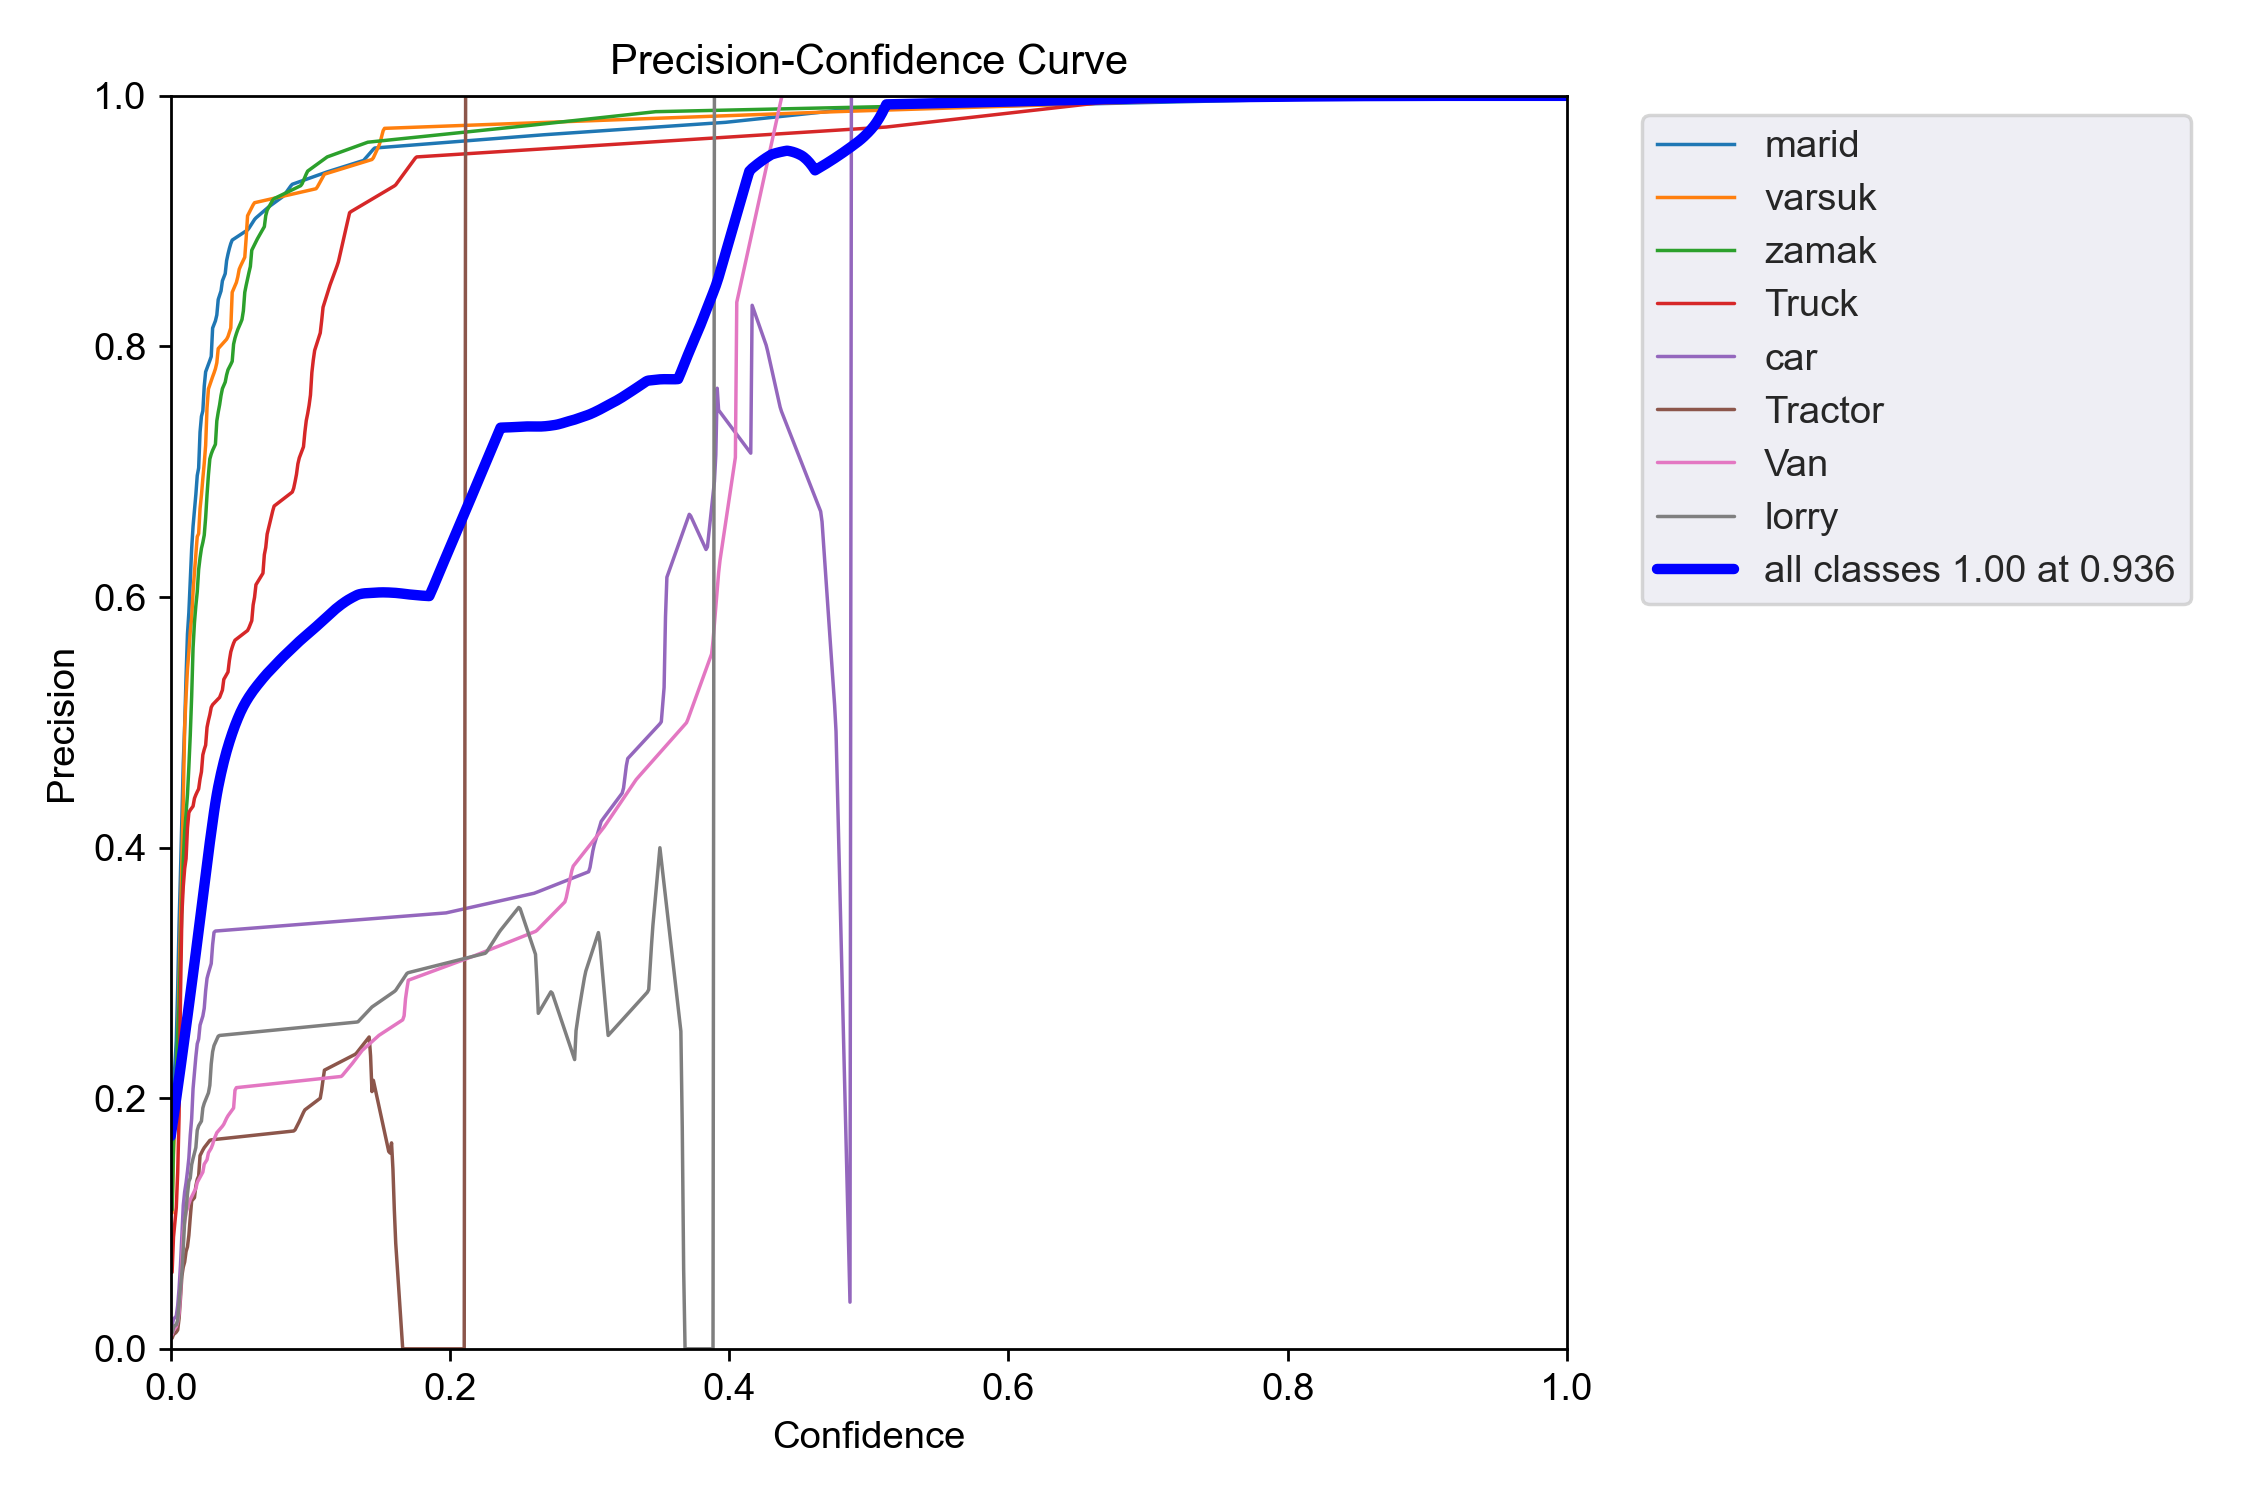 Precision-Confidence Curve
1.0
0.8
0.6
0.4
0.2
0.0
Precision
0.0 0.2 0.4 0.6 0.8 1.0
Confidence
marid
varsuk
zamak
Truck
car
Tractor
Van
lorry
all classes 1.00 at 0.936